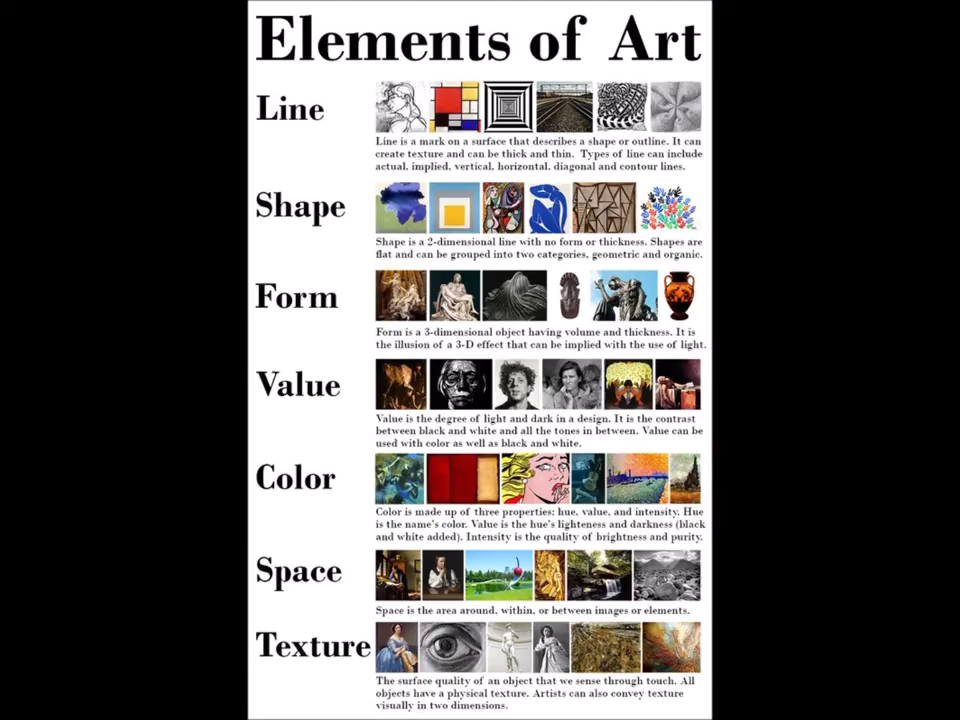 Elements of Art
Line
Line is a mark on a surface that describes a shape or outline. It can
create texture and can be thick and thin. Types of line can include
actual, implied, vertical, horizontal, diagonal and contour lines.
Shape
Shape is a 2-dimensional line with no form or thickness. Shapes are
flat and can be grouped into two categories, geometric and organic.
Form
Form is a 3-dimensional object having volume and thickness. It is
the illusion of a 3-D effect that can be implied with the use of light.
Value
Value is the degree of light and dark in a design. It is the contrast
between black and white and all the tones in between. Value can be
used with color as well as black and white.
Color
Color is made up of three properties: hue, value, and intensity. Hue
is the name's color. Value is the hue's lighteness and darkness (black
and white added). Intensity is the quality of brightness and purity.
Space
Space is the area around, within, or between images or elements.
Texture
The surface quality of an object that we sense through touch. All
objects have a physical texture. Artists can also convey texture
visually in two dimensions.